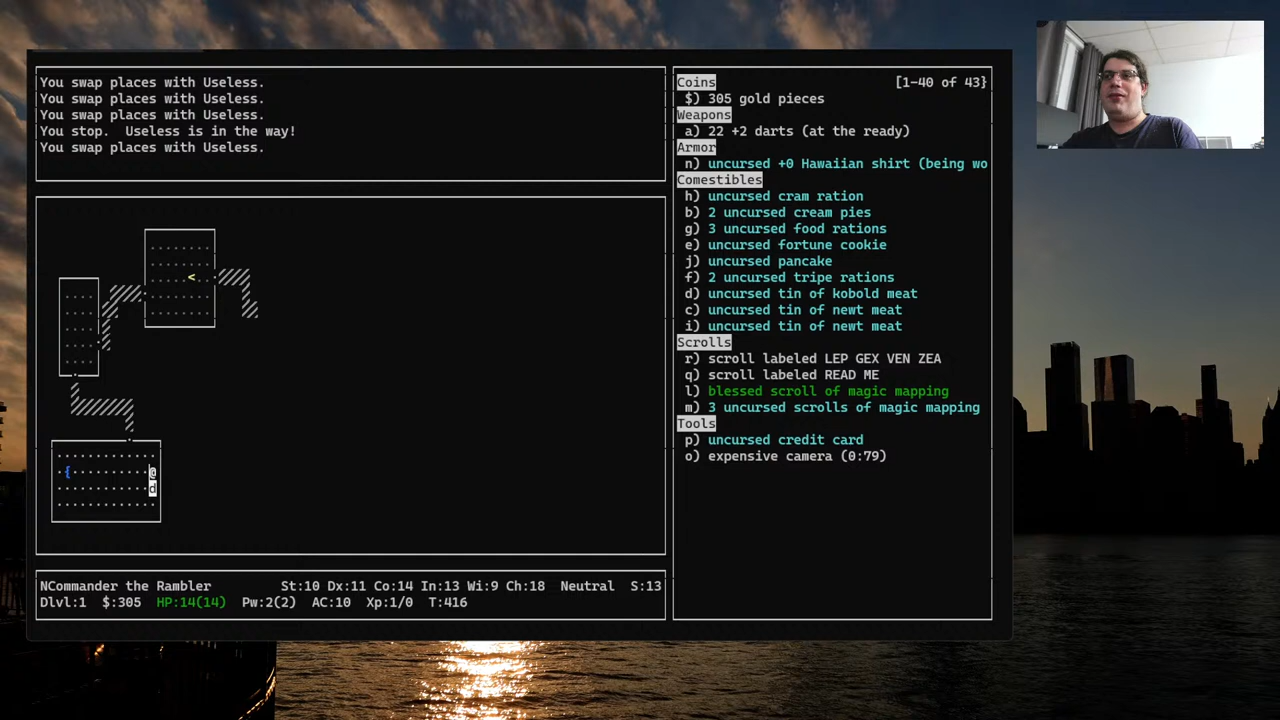 You swap places with Useless.
You swap places with Useless.
You swap places with Useless.
You stop.  Useless is in the way!
You swap places with Useless.
Coins [1-40 of 43}
$) 305 gold pieces
Weapons
a) 22 +2 darts (at the ready)
Armor
n) uncursed +0 Hawaiian shirt (being wo
Comestibles
h) uncursed cram ration
b) 2 uncursed cream pies
g) 3 uncursed food rations
e) uncursed fortune cookie
j) uncursed pancake
f) 2 uncursed tripe rations
d) uncursed tin of kobold meat
c) uncursed tin of newt meat
i) uncursed tin of newt meat
Scrolls
r) scroll labeled LEP GEX VEN ZEA
q) scroll labeled READ ME
l) blessed scroll of magic mapping
m) 3 uncursed scrolls of magic mapping
Tools
p) uncursed credit card
o) expensive camera (0:79)
<
{ @
d
NCommander the Rambler St:10 Dx:11 Co:14 In:13 Wi:9 Ch:18 Neutral S:13
Dlvl:1 $:305 HP:14(14) Pw:2(2) AC:10 Xp:1/0 T:416